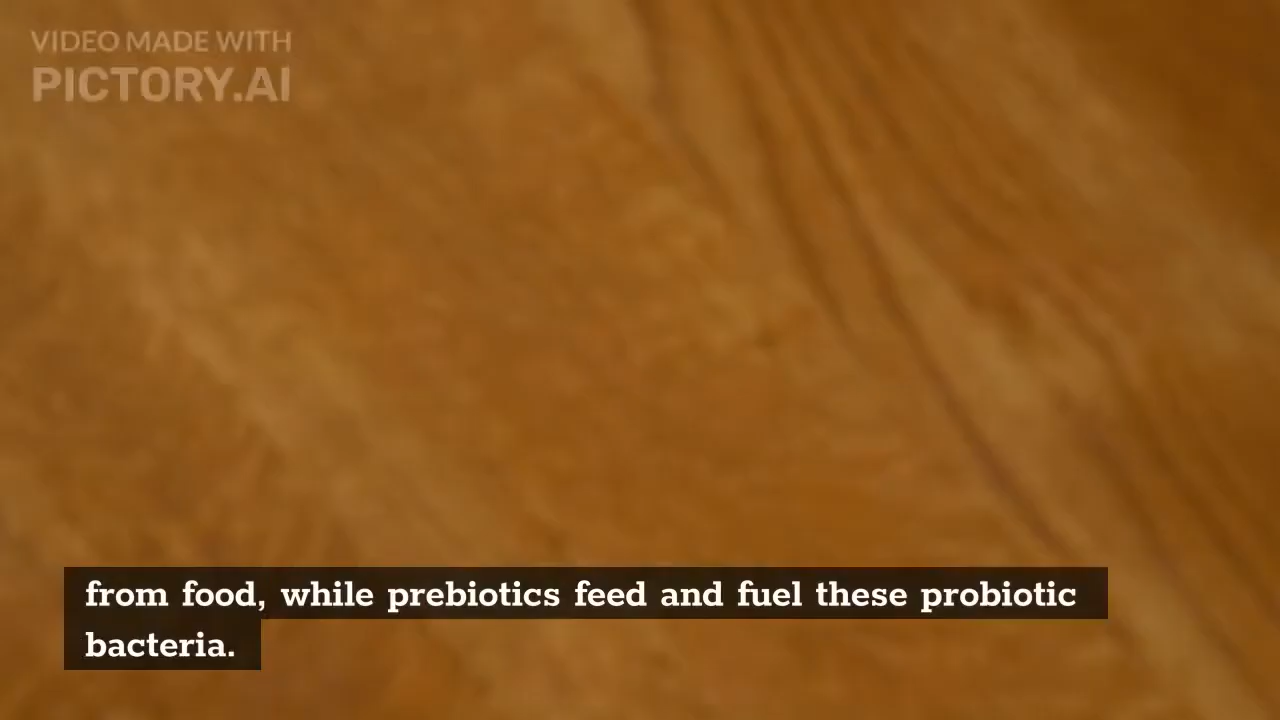 VIDEO MADE WITH
PICTORY.AI
from food, while prebiotics feed and fuel these probiotic
bacteria.